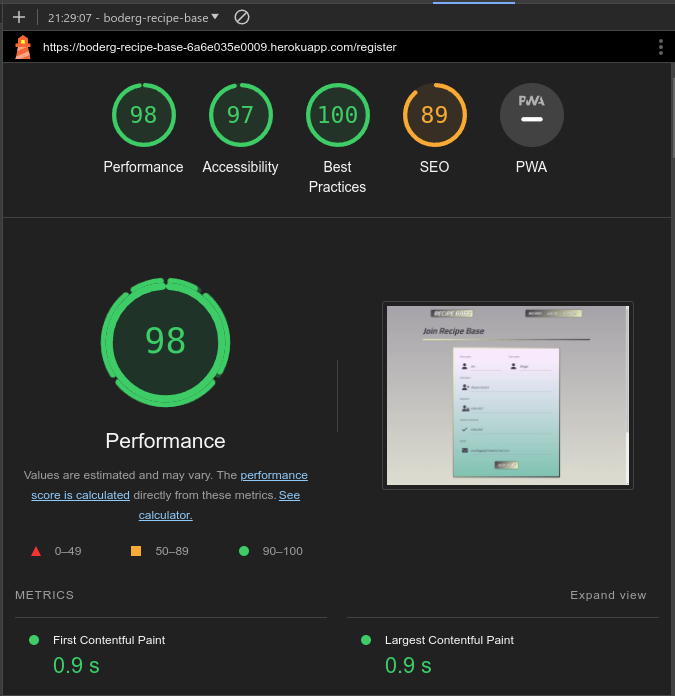 21:29:07 - boderg-recipe-base
https://boderg-recipe-base-6a6e035e0009.herokuapp.com/register
98
97
100
89
PWA
Performance
Accessibility
Best
Practices
SEO
PWA
98
RECIPE BASE
Join Recipe Base
Performance
Values are estimated and may vary. The performance
score is calculated directly from these metrics. See
calculator.
0–49
50–89
90–100
METRICS
Expand view
First Contentful Paint
0.9 s
Largest Contentful Paint
0.9 s